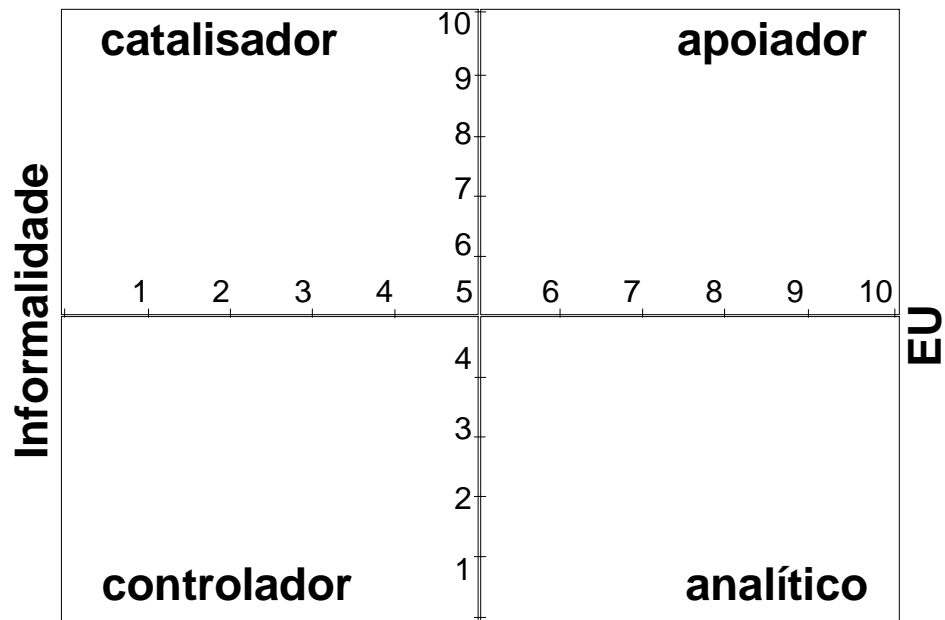 catalisador
apoiador
10
9
8
7
6
1 2 3 4 5 6 7 8 9 10
Informalidade
EU
4
3
2
1
controlador
analítico